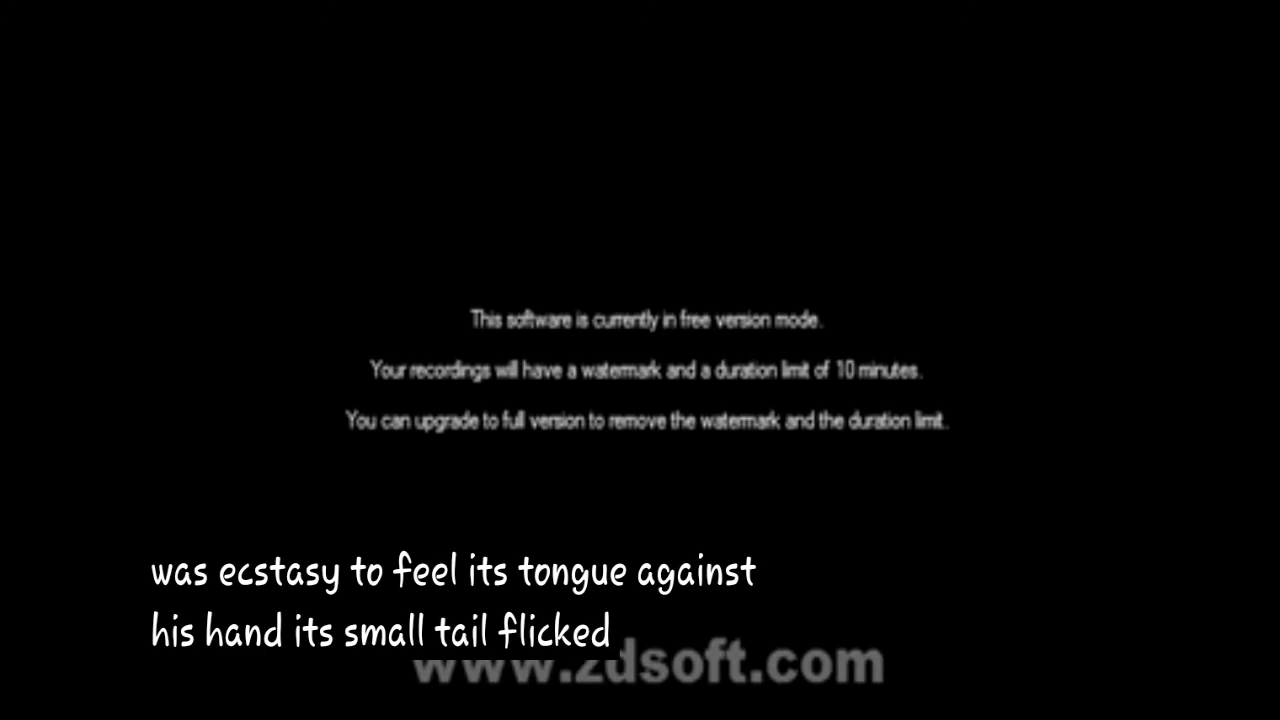 This software is currently in free version mode.
Your recordings will have a watermark and a duration limit of 10 minutes.
You can upgrade to full version to remove the watermark and the duration limit.
was ecstasy to feel its tongue against
his hand its small tail flicked
www.zdsoft.com